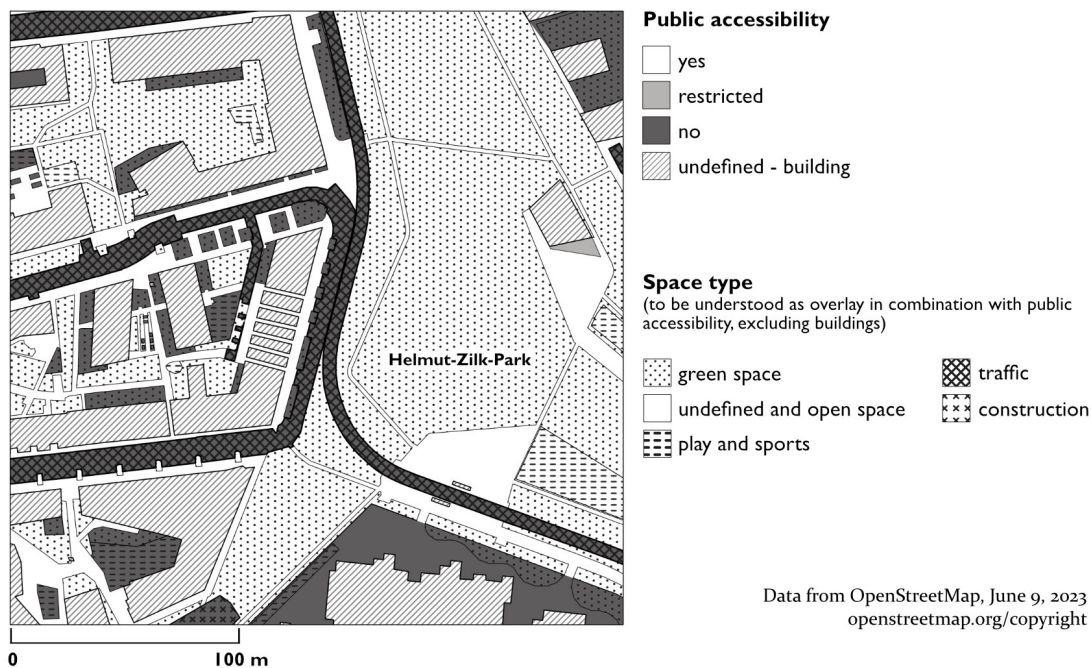 Public accessibility
yes
restricted
no
undefined - building
Space type
(to be understood as overlay in combination with public
accessibility, excluding buildings)
green space
traffic
undefined and open space
construction
play and sports
Helmut-Zilk-Park
Data from OpenStreetMap, June 9, 2023
openstreetmap.org/copyright
0
100 m